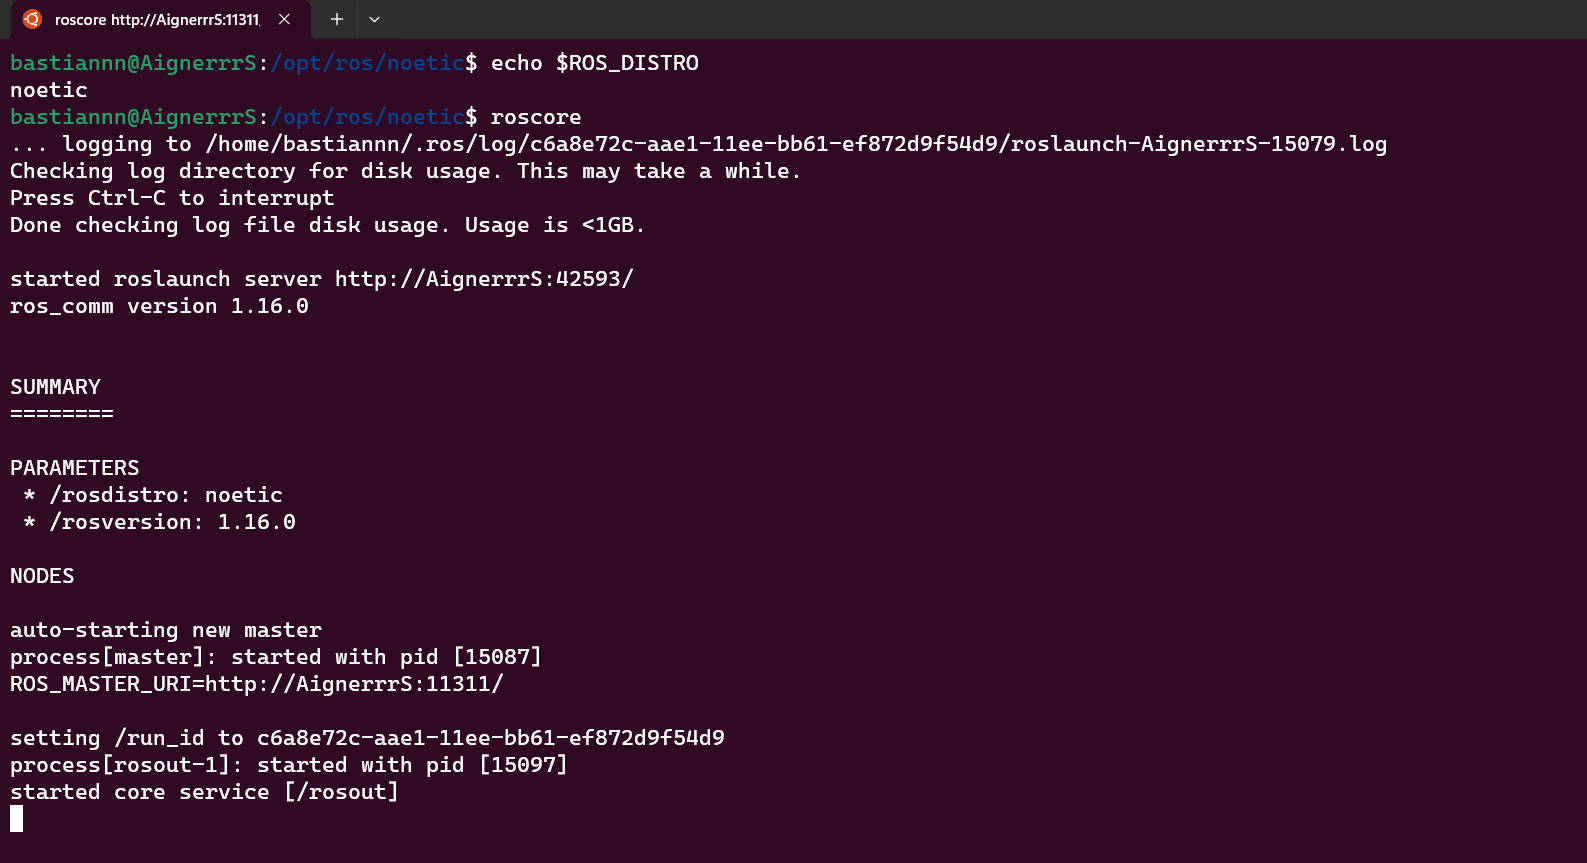 roscore http://AignerrrS:11311
bastiannn@AignerrrS:/opt/ros/noetic$ echo $ROS_DISTRO
noetic
bastiannn@AignerrrS:/opt/ros/noetic$ roscore
... logging to /home/bastiannn/.ros/log/c6a8e72c-aae1-11ee-bb61-ef872d9f54d9/roslaunch-AignerrrS-15079.log
Checking log directory for disk usage. This may take a while.
Press Ctrl-C to interrupt
Done checking log file disk usage. Usage is <1GB.
started roslaunch server http://AignerrrS:42593/
ros_comm version 1.16.0
SUMMARY
========
PARAMETERS
* /rosdistro: noetic
* /rosversion: 1.16.0
NODES
auto-starting new master
process[master]: started with pid [15087]
ROS_MASTER_URI=http://AignerrrS:11311/
setting /run_id to c6a8e72c-aae1-11ee-bb61-ef872d9f54d9
process[rosout-1]: started with pid [15097]
started core service [/rosout]